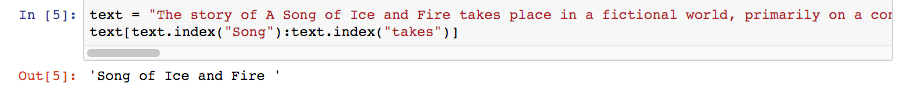 In [5]: text = "The story of A Song of Ice and Fire takes place in a fictional world, primarily on a
text[text.index("Song"):text.index("takes")]
Out[5]: 'Song of Ice and Fire '